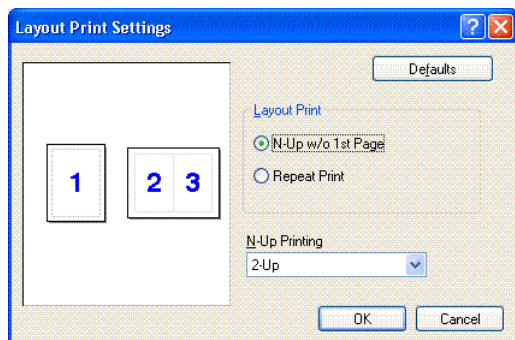 Layout Print Settings
Defaults
Layout Print
N-Up w/o 1st Page
Repeat Print
1 2 3
N-Up Printing
2-Up
OK Cancel